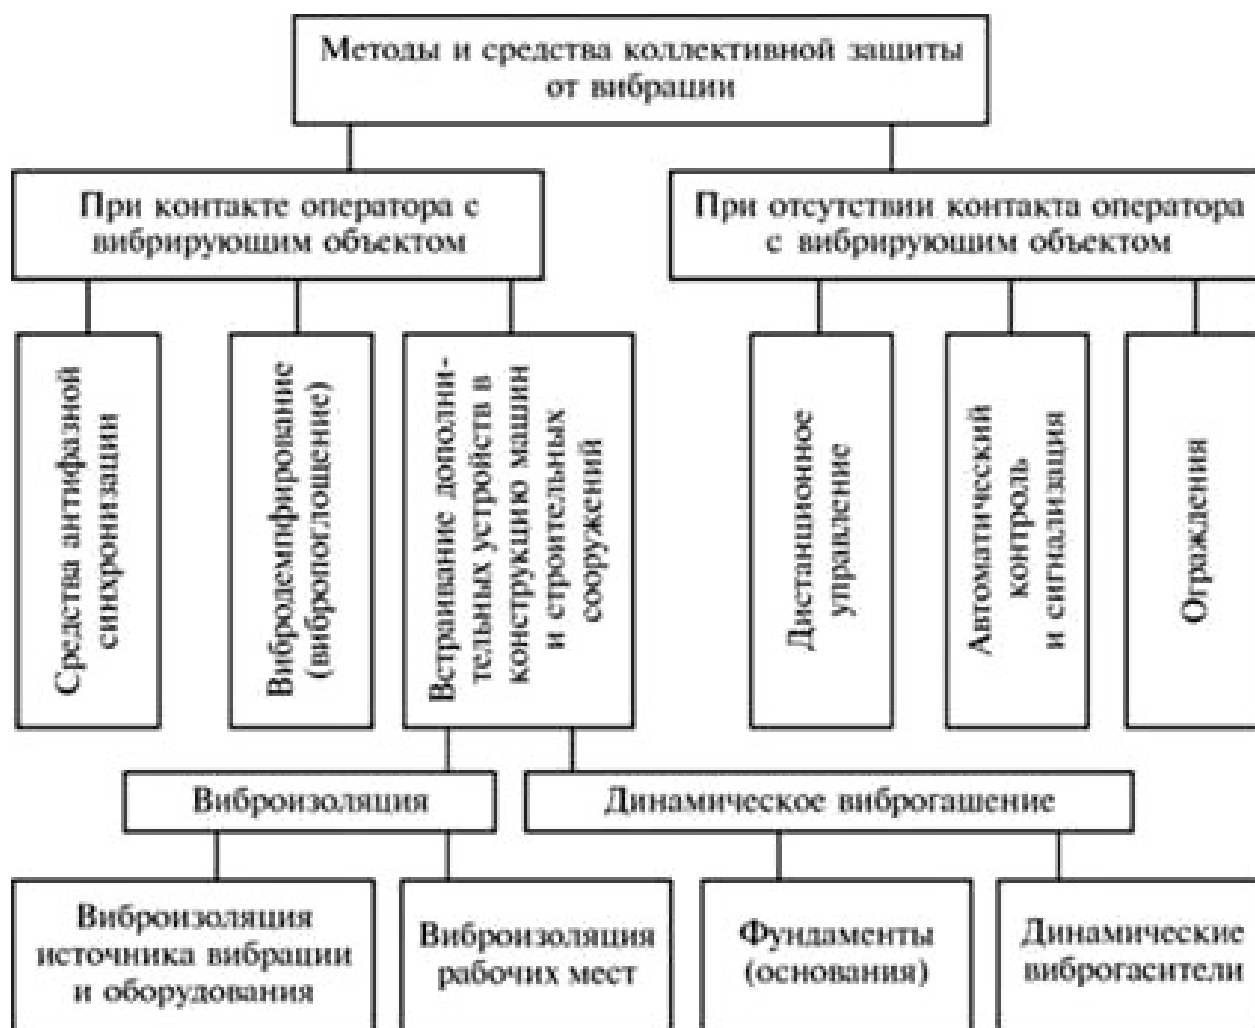 Методы и средства коллективной защиты
от вибрации
При контакте оператора с
вибрирующим объектом
При отсутствии контакта оператора
с вибрирующим объектом
Средства антифазной
синхронизации
Вибродемпфирование
(вибропоглощение)
Встраивание дополни-
тельных устройств в
конструкцию машин
и строительных
сооружений
Дистанционное
управление
Автоматический
контроль
и сигнализация
Ограждения
Виброизоляция
Динамическое виброгашение
Виброизоляция
источника вибрации
и оборудования
Виброизоляция
рабочих мест
Фундаменты
(основания)
Динамические
виброгасители